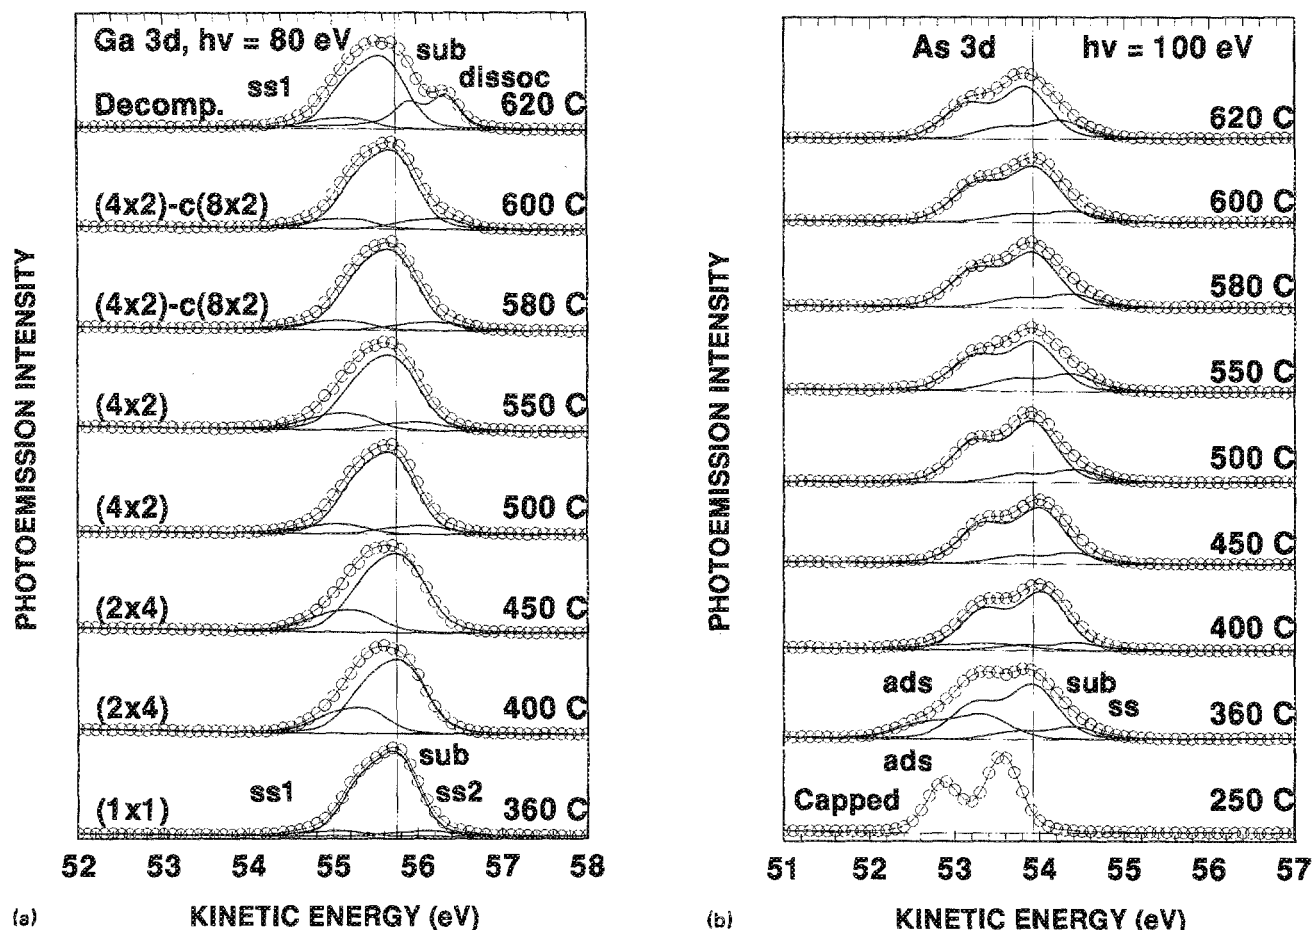 Ga 3d, hv = 80 eV
sub
ss1
dissoc
Decomp.
620 C
(4x2)-c(8x2)
600 C
(4x2)-c(8x2)
580 C
(4x2)
550 C
(4x2)
500 C
(2x4)
450 C
(2x4)
400 C
sub
ss1
ss2
(1x1)
360 C
52 53 54 55 56 57 58
PHOTOEMISSION INTENSITY
(a)
KINETIC ENERGY (eV)
As 3d
hv = 100 eV
620 C
600 C
580 C
550 C
500 C
450 C
400 C
ads
sub
ss
360 C
ads
Capped
250 C
51 52 53 54 55 56 57
PHOTOEMISSION INTENSITY
(b)
KINETIC ENERGY (eV)